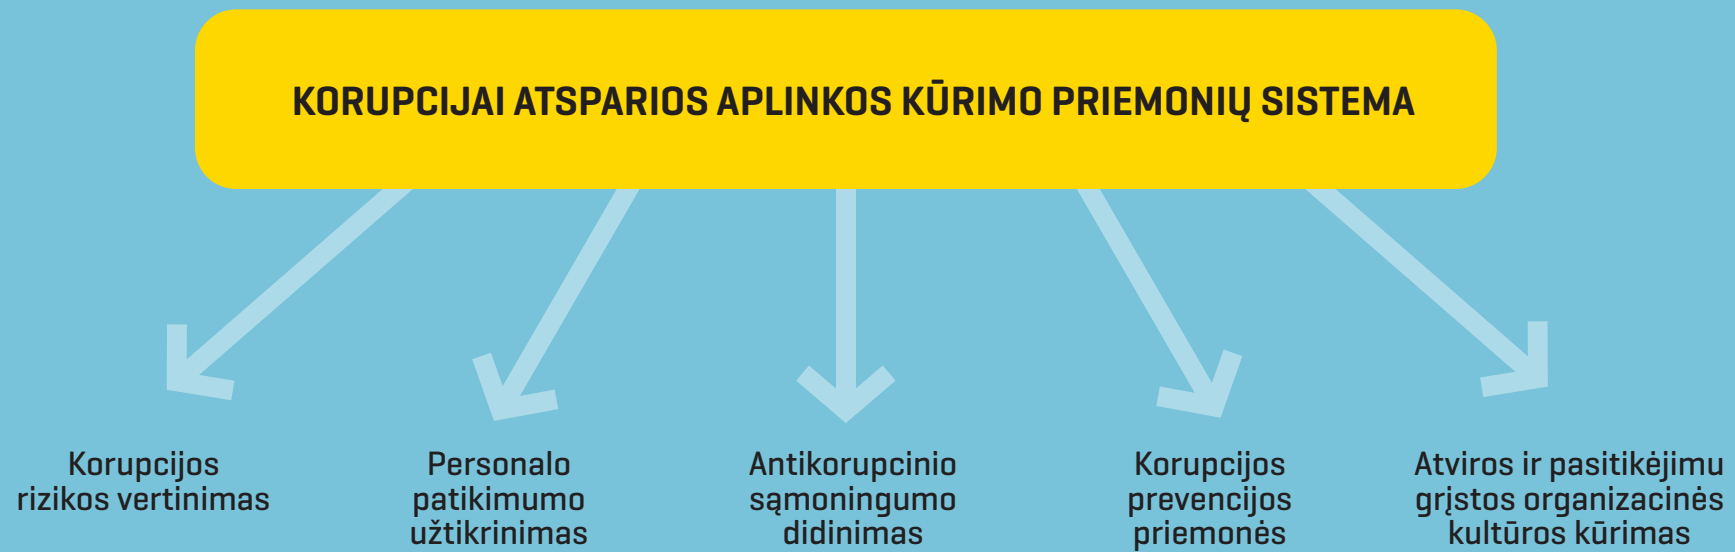 KORUPCIJAI ATSPARIOS APLINKOS KŪRIMO PRIEMONIŲ SISTEMA
Korupcijos
rizikos vertinimas
Personalo
patikimumo
užtikrinimas
Antikorupcinio
sąmoningumo
didinimas
Korupcijos
prevencijos
priemonės
Atviros ir pasitikėjimu
grįstos organizacinės
kultūros kūrimas